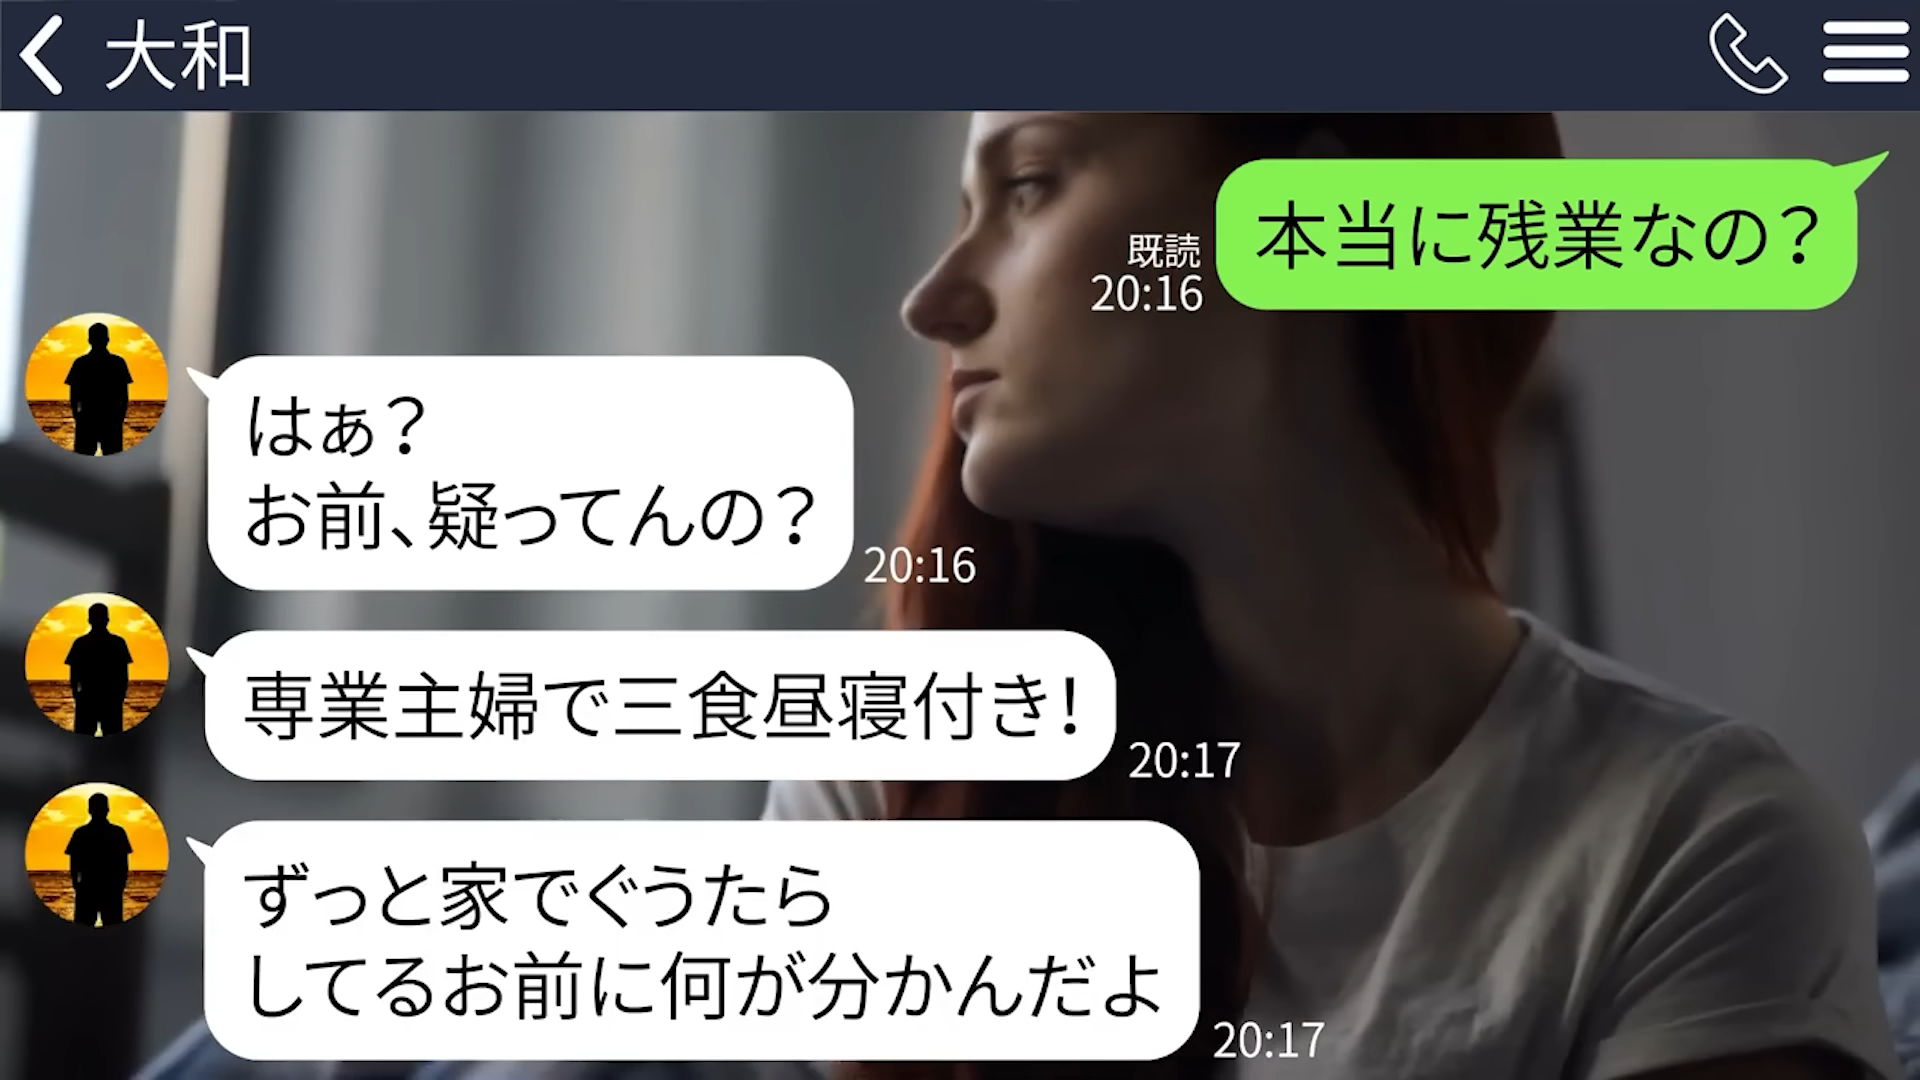 大和
本当に残業なの？
既読
20:16
はぁ？
お前、疑ってんの？
20:16
専業主婦で三食昼寝付き！
20:17
ずっと家でぐうたら
してるお前に何が分かんだよ
20:17